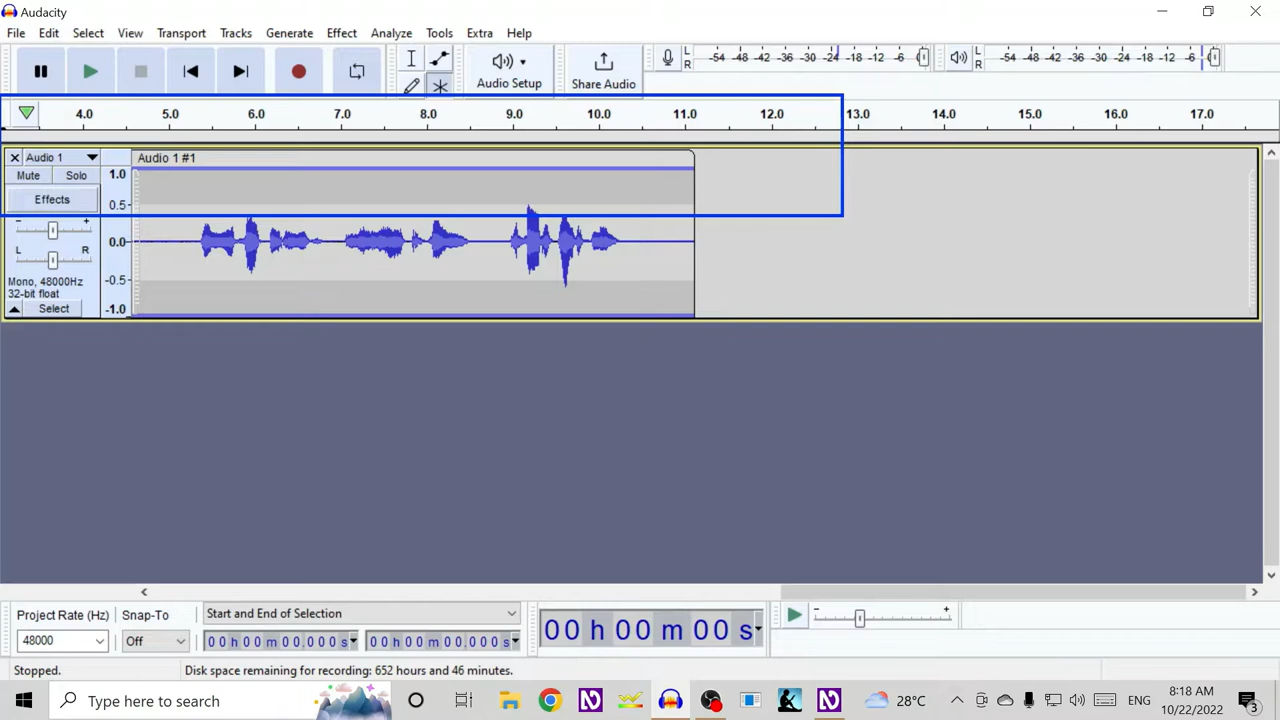 Audacity
File Edit Select View Transport Tracks Generate Effect Analyze Tools Extra Help
L R -54 -48 -42 -36 -30 -24 -18 -12 -6 0
L R -54 -48 -42 -36 -30 -24 -18 -12 -6 0
Audio Setup
Share Audio
4.0 5.0 6.0 7.0 8.0 9.0 10.0 11.0 12.0 13.0 14.0 15.0 16.0 17.0
Audio 1
Audio 1 #1
Mute Solo
Effects
- +
L R
Mono, 48000Hz
32-bit float
Select
1.0
0.5
0.0
-0.5
-1.0
Project Rate (Hz) Snap-To Start and End of Selection
48000 Off 00 h 00 m 00.000 s 00 h 00 m 00.000 s
00 h 00 m 00 s
- +
Stopped. Disk space remaining for recording: 652 hours and 46 minutes.
Type here to search
28°C
ENG
8:18 AM
10/22/2022
3